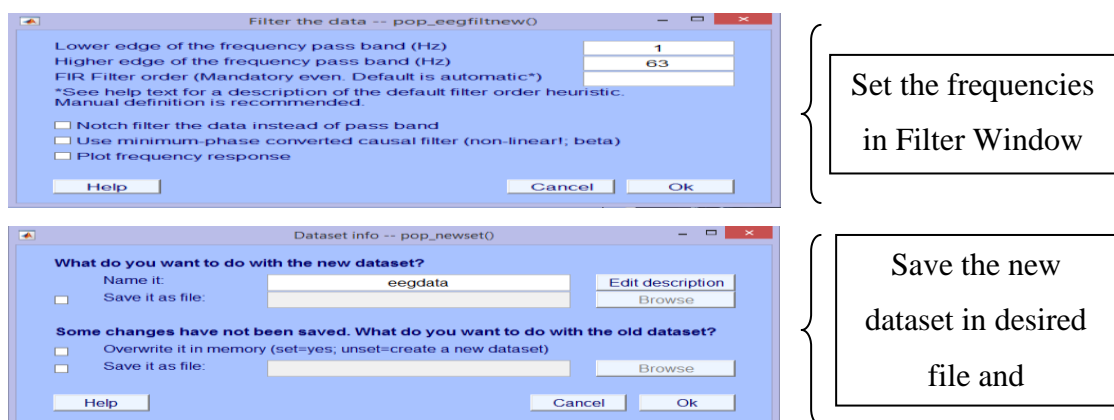 Filter the data -- pop_eegfiltnew()
Lower edge of the frequency pass band (Hz) 1
Higher edge of the frequency pass band (Hz) 63
FIR Filter order (Mandatory even. Default is automatic*)
*See help text for a description of the default filter order heuristic.
Manual definition is recommended.
Notch filter the data instead of pass band
Use minimum-phase converted causal filter (non-linear!; beta)
Plot frequency response
Help Cancel Ok
Set the frequencies
in Filter Window
Dataset info -- pop_newset()
What do you want to do with the new dataset?
Name it: eegdata Edit description
Save it as file: Browse
Some changes have not been saved. What do you want to do with the old dataset?
Overwrite it in memory (set=yes; unset=create a new dataset)
Save it as file: Browse
Help Cancel Ok
Save the new
dataset in desired
file and